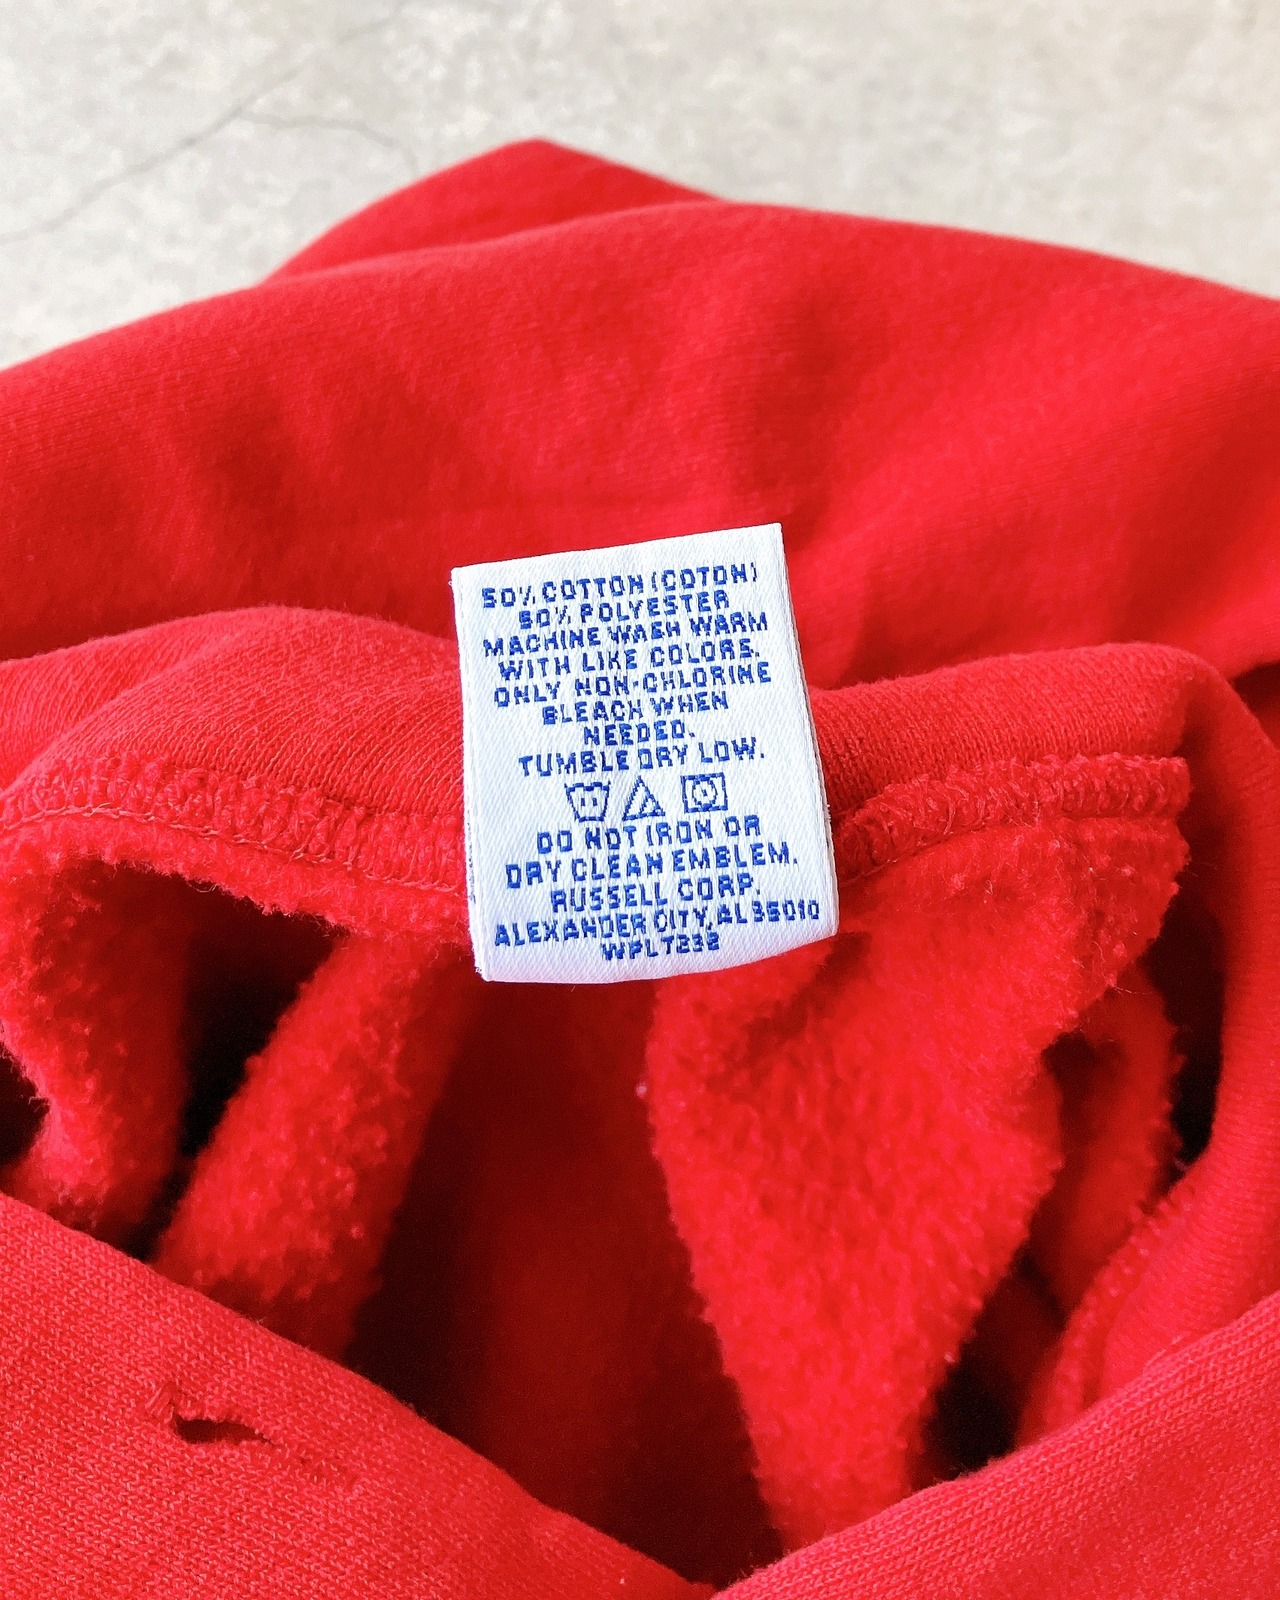 50% COTTON (COTON)
50% POLYESTER
MACHINE WASH WARM
WITH LIKE COLORS.
ONLY NON-CHLORINE
BLEACH WHEN
NEEDED.
TUMBLE DRY LOW.
DO NOT IRON OR
DRY CLEAN EMBLEM.
RUSSELL CORP.
ALEXANDER CITY, AL 35010
WPL7232